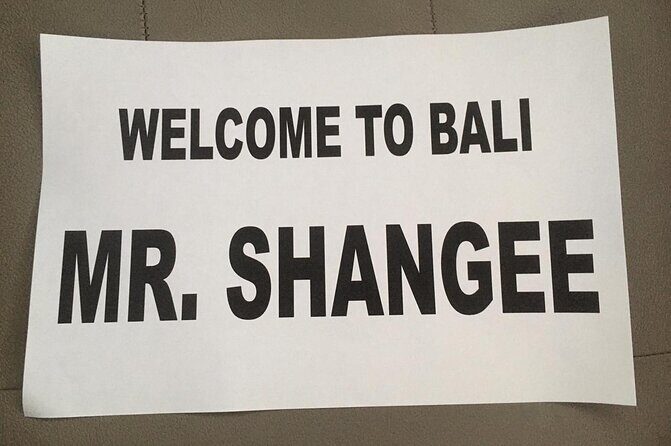 WELCOME TO BALI
MR. SHANGEE